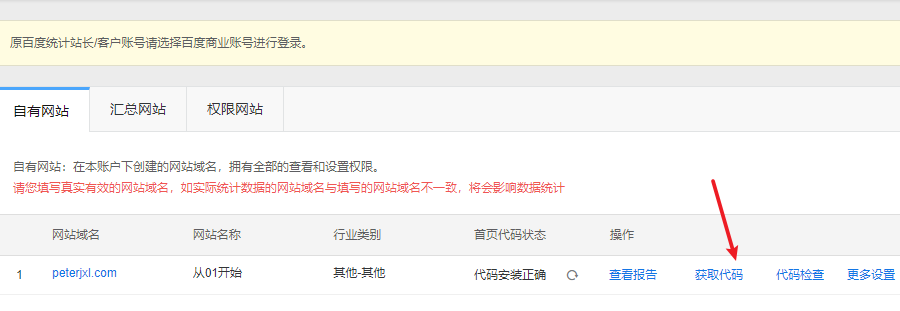 原百度统计站长/客户账号请选择百度商业账号进行登录。
自有网站 汇总网站 权限网站
自有网站：在本账户下创建的网站域名，拥有全部的查看和设置权限。
请您填写真实有效的网站域名，如实际统计数据的网站域名与填写的网站域名不一致，将会影响数据统计
网站域名 网站名称 行业类别 首页代码状态 操作
1 peterjxl.com 从01开始 其他-其他 代码安装正确 查看报告 获取代码 代码检查 更多设置